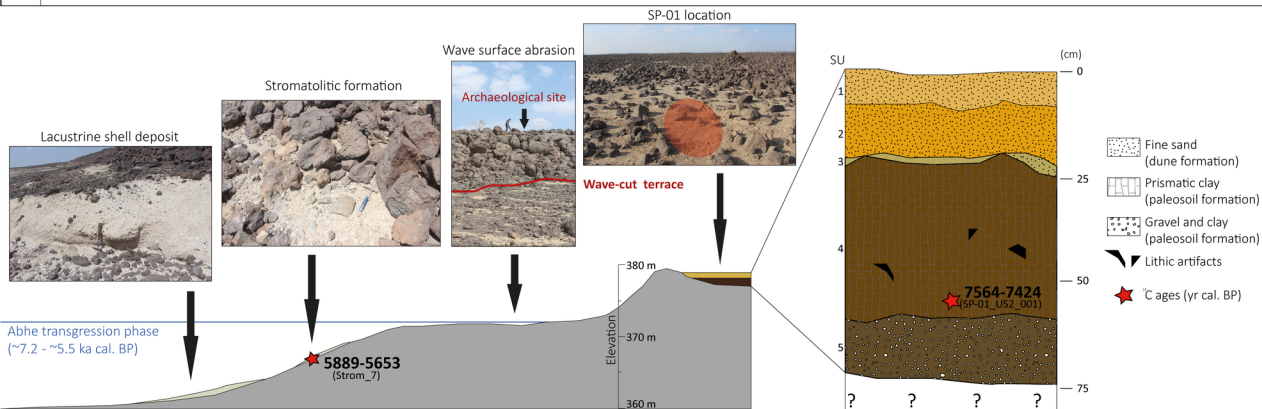 SP-01 location
Wave surface abrasion
Archaeological site
Stromatolitic formation
Lacustrine shell deposit
Wave-cut terrace
Abhe transgression phase
(~7.2 - ~5.5 ka cal. BP)
5889-5653
(Strom_7)
Elevation
380 m
370 m
360 m
SU
1
2
3
4
5
7564-7424
(SP-01_US2_001)
? ? ? ?
(cm)
0
25
50
75
Fine sand
(dune formation)
Prismatic clay
(paleosoil formation)
Gravel and clay
(paleosoil formation)
Lithic artifacts
¹⁴C ages (yr cal. BP)